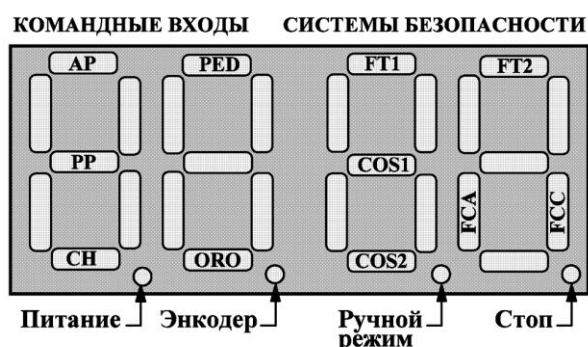 КОМАНДНЫЕ ВХОДЫ СИСТЕМЫ БЕЗОПАСНОСТИ
AP PED FT1 FT2
PP COS1
FCA FCC
CH ORO COS2
Питание Энкодер Ручной режим Стоп